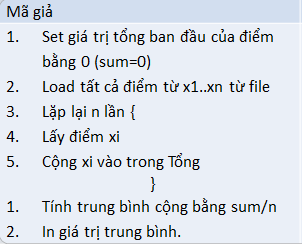 Mã giả
1. Set giá trị tổng ban đầu của điểm
bằng 0 (sum=0)
2. Load tất cả điểm từ x1..xn từ file
3. Lặp lại n lần {
4. Lấy điểm xi
5. Cộng xi vào trong Tổng
}
1. Tính trung bình cộng bằng sum/n
2. In giá trị trung bình.